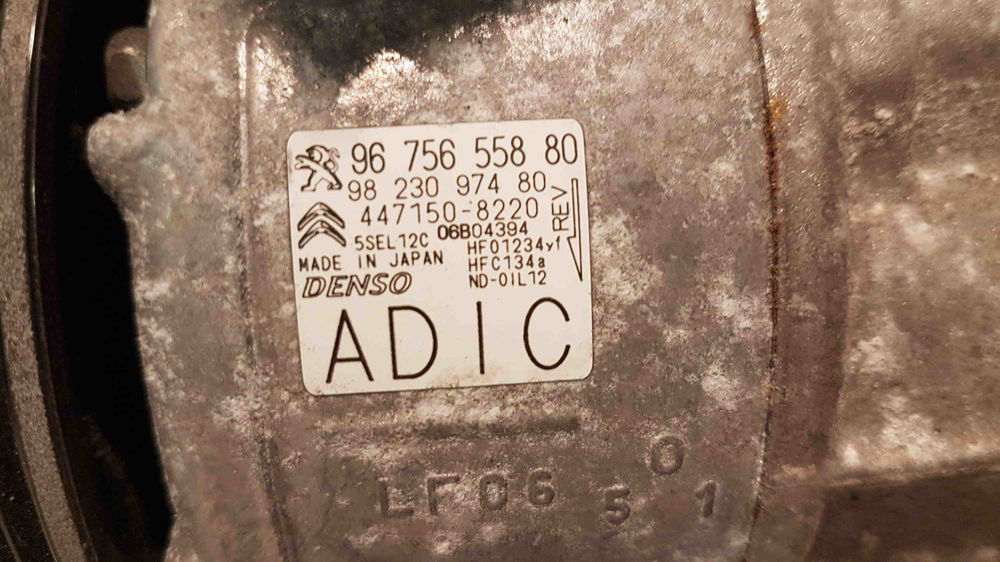 96 756 558 80
98 230 974 80
447150-8220
REV
5SEL12C 06B04394 HFO1234yf
MADE IN JAPAN HFC134a
DENSO ND-OIL12
ADIC
LF06
0
5 1